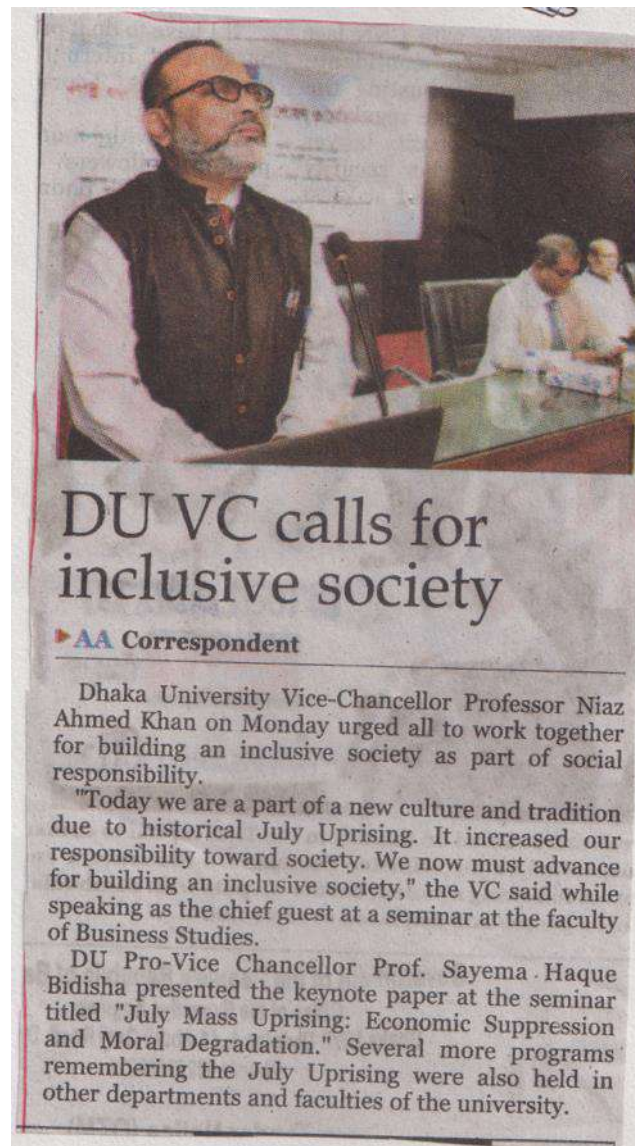 DU VC calls for
inclusive society
AA Correspondent
Dhaka University Vice-Chancellor Professor Niaz
Ahmed Khan on Monday urged all to work together
for building an inclusive society as part of social
responsibility.
"Today we are a part of a new culture and tradition
due to historical July Uprising. It increased our
responsibility toward society. We now must advance
for building an inclusive society," the VC said while
speaking as the chief guest at a seminar at the faculty
of Business Studies.
DU Pro-Vice Chancellor Prof. Sayema Haque
Bidisha presented the keynote paper at the seminar
titled "July Mass Uprising: Economic Suppression
and Moral Degradation." Several more programs
remembering the July Uprising were also held in
other departments and faculties of the university.